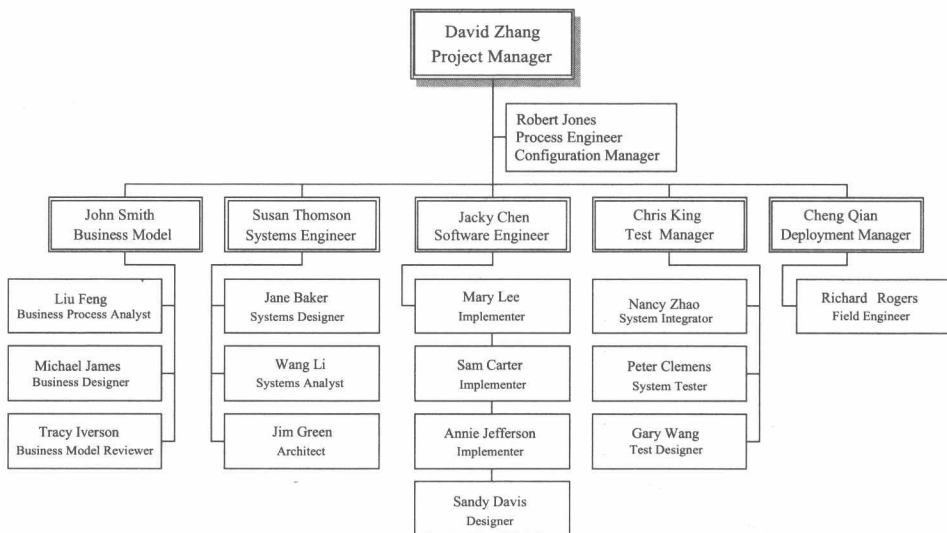 David Zhang
Project Manager
Robert Jones
Process Engineer
Configuration Manager
John Smith
Business Model
Susan Thomson
Systems Engineer
Jacky Chen
Software Engineer
Chris King
Test Manager
Cheng Qian
Deployment Manager
Liu Feng
Business Process Analyst
Michael James
Business Designer
Tracy Iverson
Business Model Reviewer
Jane Baker
Systems Designer
Wang Li
Systems Analyst
Jim Green
Architect
Mary Lee
Implementer
Sam Carter
Implementer
Annie Jefferson
Implementer
Sandy Davis
Designer
Nancy Zhao
System Integrator
Peter Clemens
System Tester
Gary Wang
Test Designer
Richard Rogers
Field Engineer